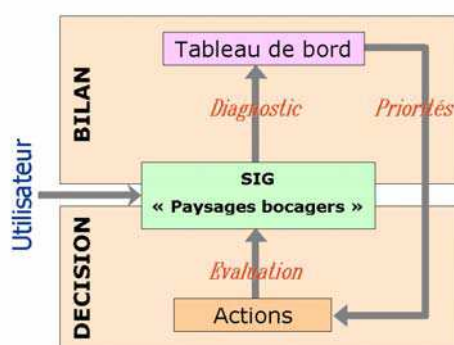 Tableau de bord
BILAN
Diagnostic
Priorités
Utilisateur
SIG
« Paysages bocagers »
DECISION
Evaluation
Actions